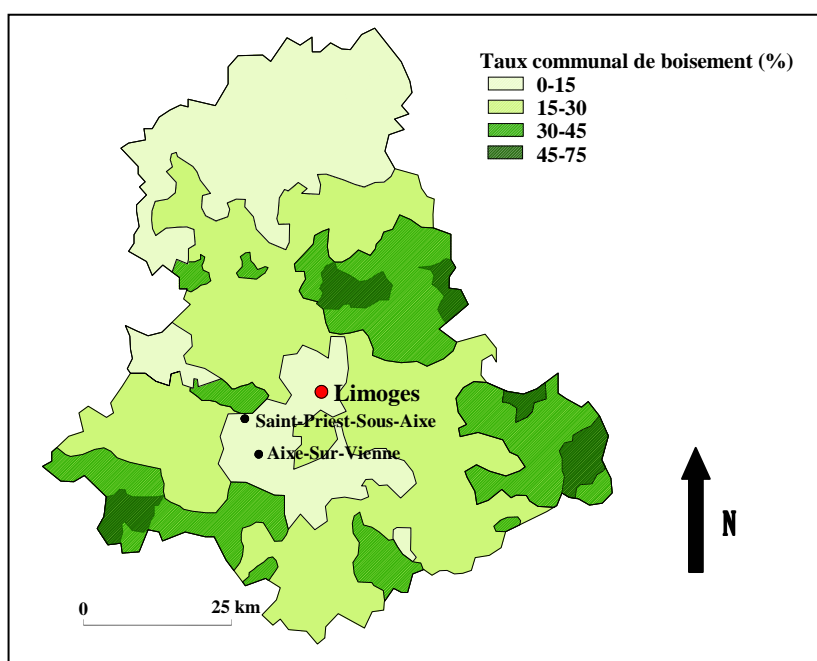 Taux communal de boisement (%)
0-15
15-30
30-45
45-75
Limoges
Saint-Priest-Sous-Aixe
Aixe-Sur-Vienne
N
0 25 km